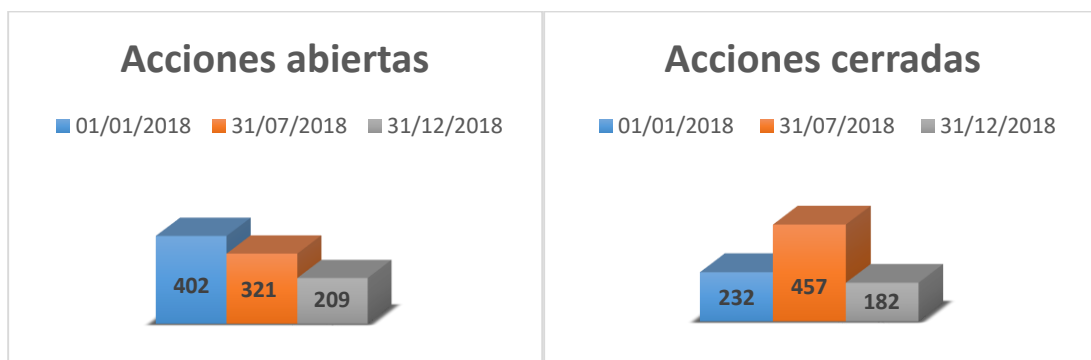 Acciones abiertas
01/01/2018 31/07/2018 31/12/2018
402 321 209
Acciones cerradas
01/01/2018 31/07/2018 31/12/2018
232 457 182